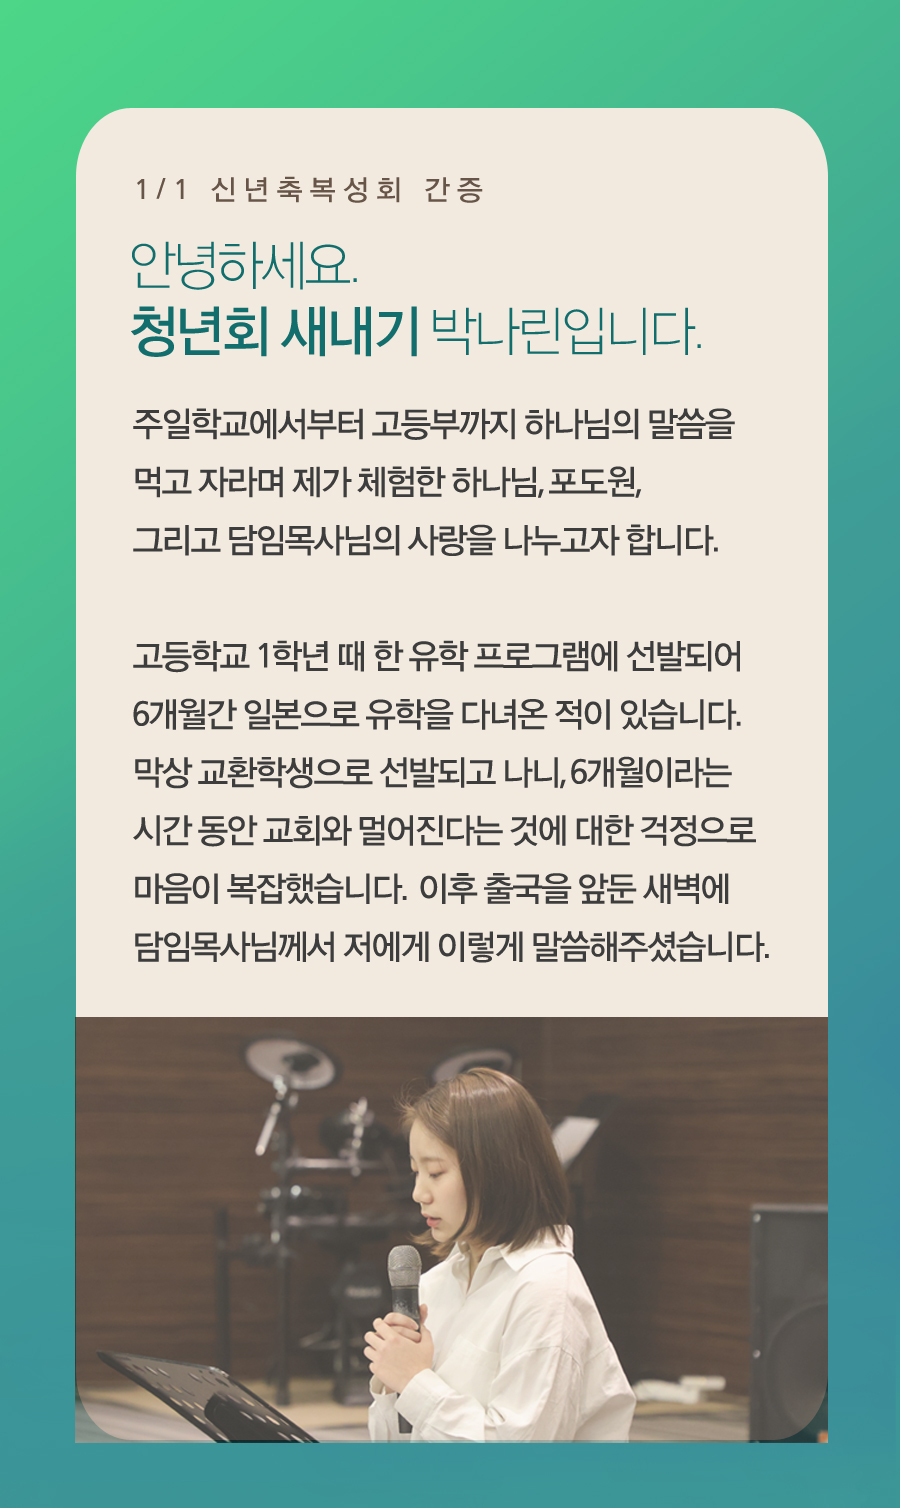 1/1 신년축복성회 간증
안녕하세요.
청년회 새내기 박나린입니다.
주일학교에서부터 고등부까지 하나님의 말씀을
먹고 자라며 제가 체험한 하나님, 포도원,
그리고 담임목사님의 사랑을 나누고자 합니다.
고등학교 1학년 때 한 유학 프로그램에 선발되어
6개월간 일본으로 유학을 다녀온 적이 있습니다.
막상 교환학생으로 선발되고 나니, 6개월이라는
시간 동안 교회와 멀어진다는 것에 대한 걱정으로
마음이 복잡했습니다. 이후 출국을 앞둔 새벽에
담임목사님께서 저에게 이렇게 말씀해주셨습니다.